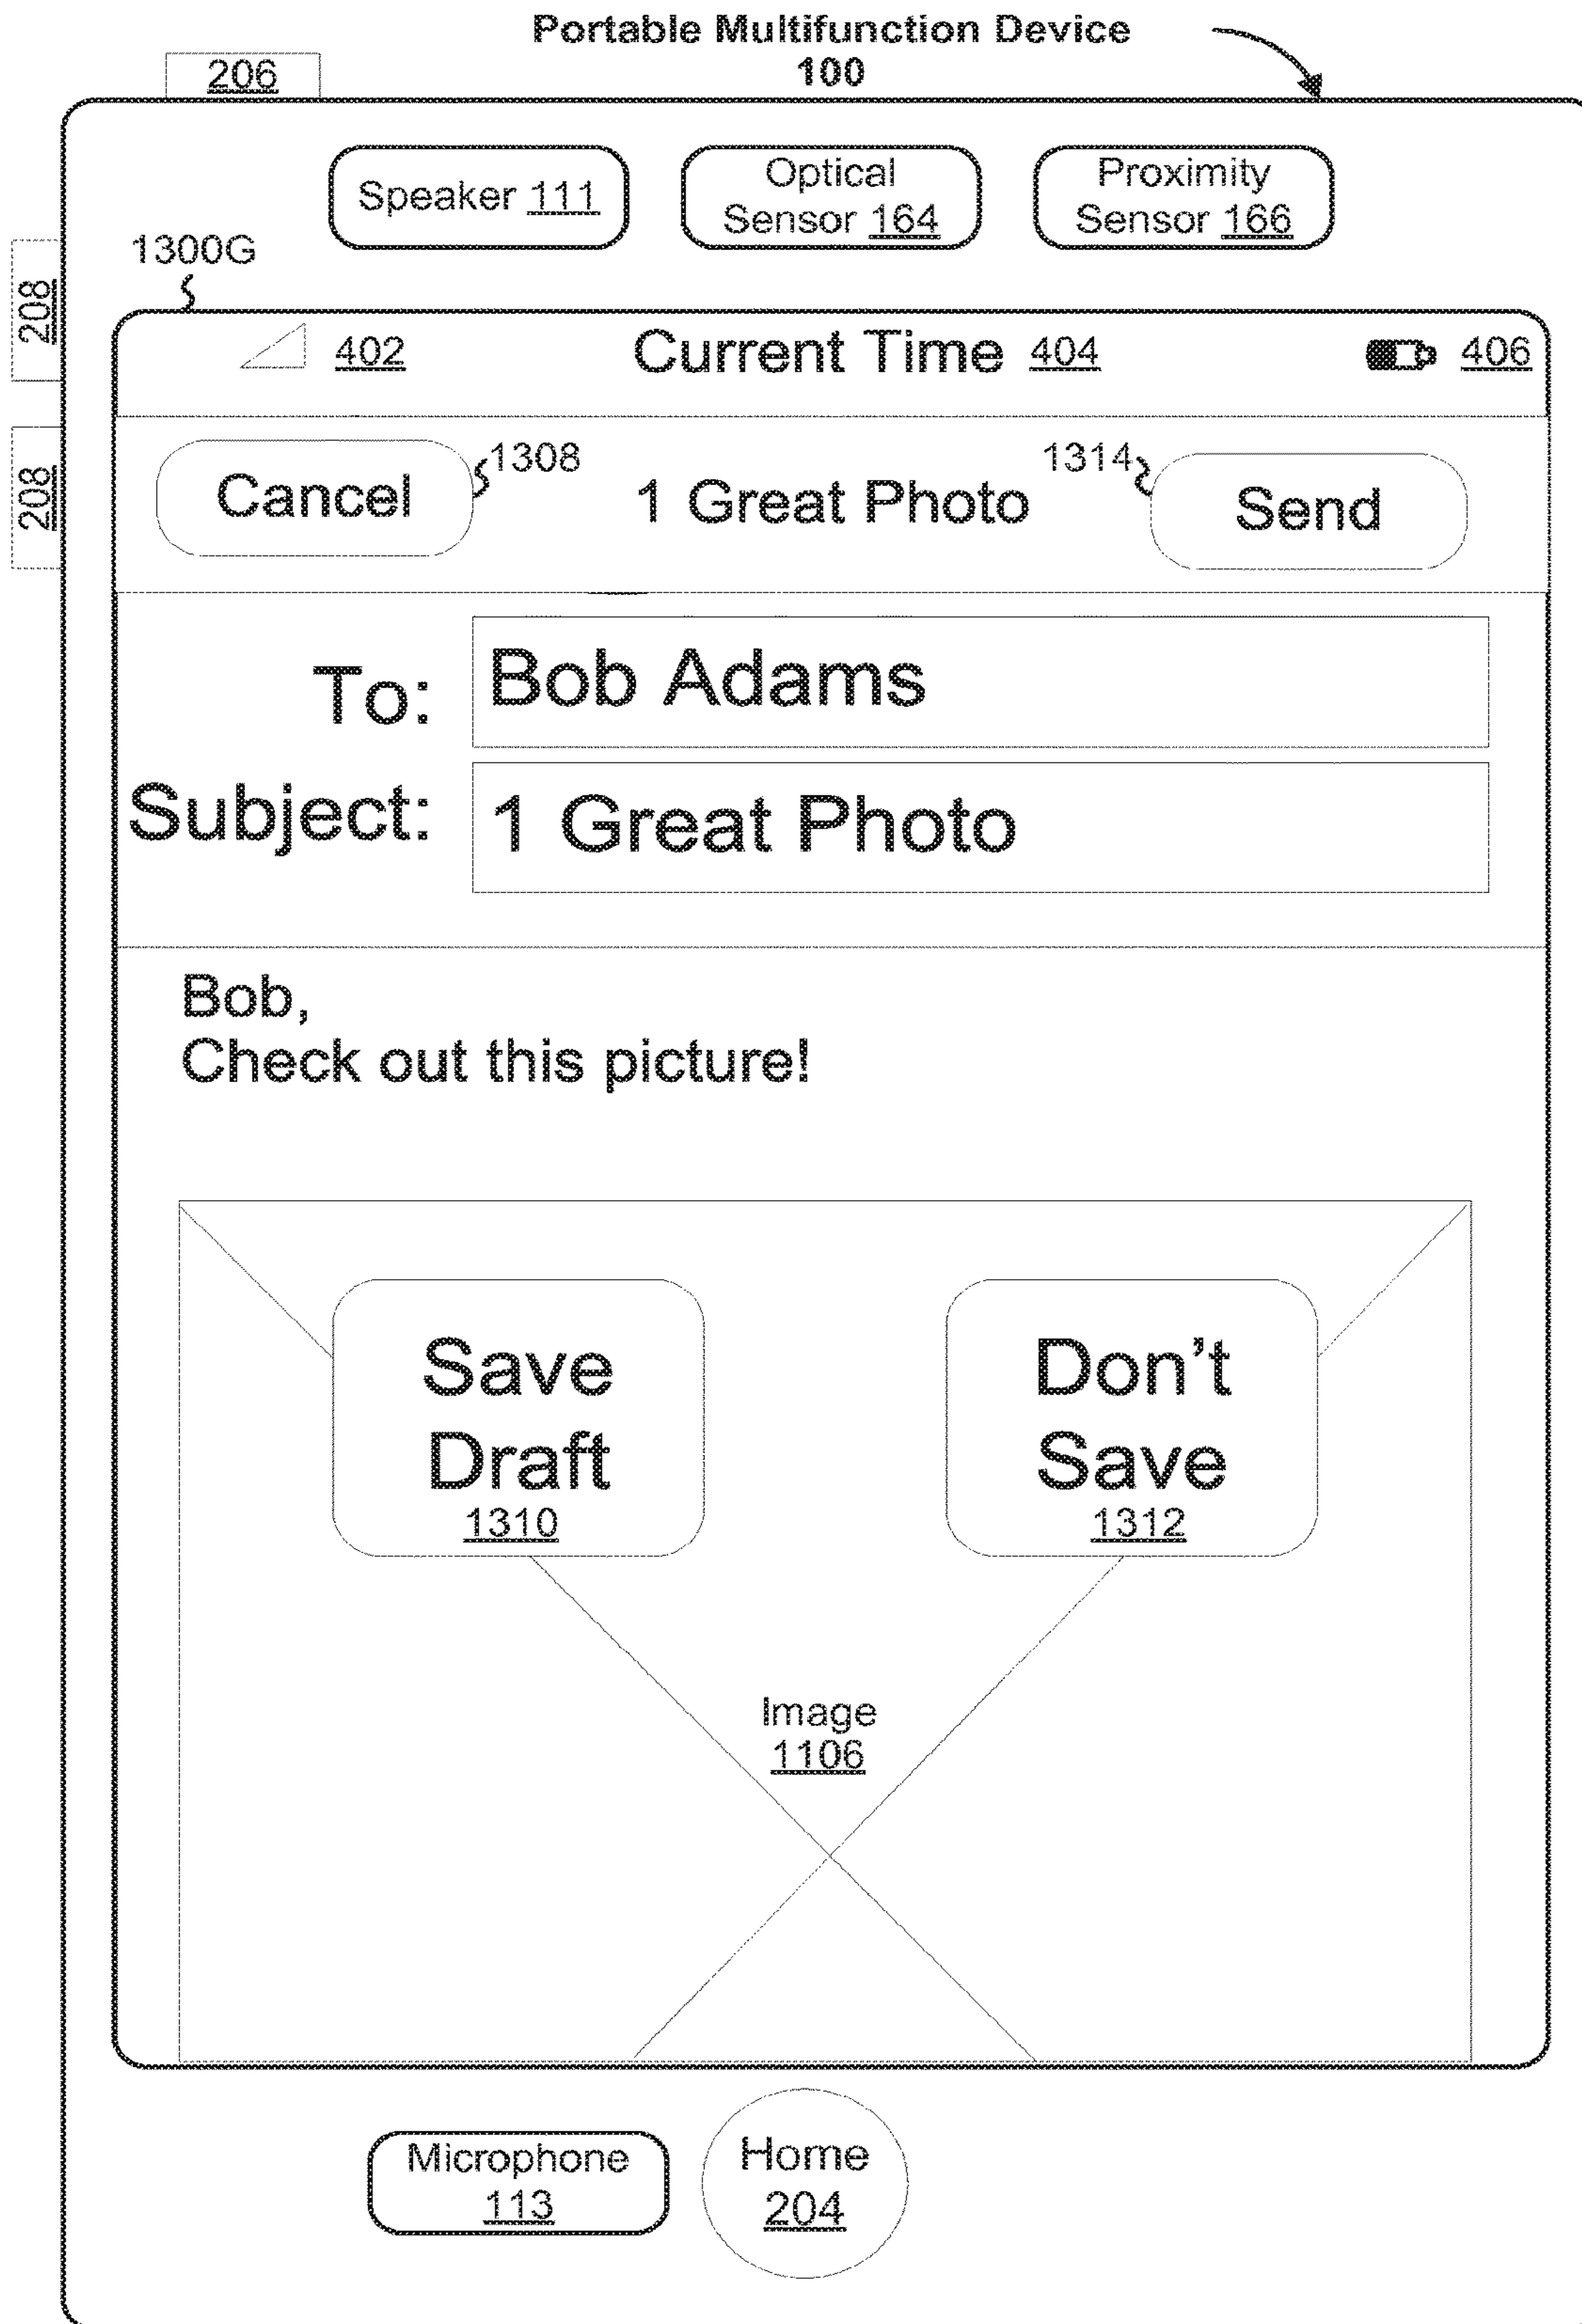 Portable Multifunction Device
100
206
Speaker 111
Optical
Sensor 164
Proximity
Sensor 166
1300G
208
208
402
Current Time 404
406
Cancel
1308
1 Great Photo
1314
Send
To:
Bob Adams
Subject:
1 Great Photo
Bob,
Check out this picture!
Save
Draft
1310
Don't
Save
1312
Image
1106
Microphone
113
Home
204